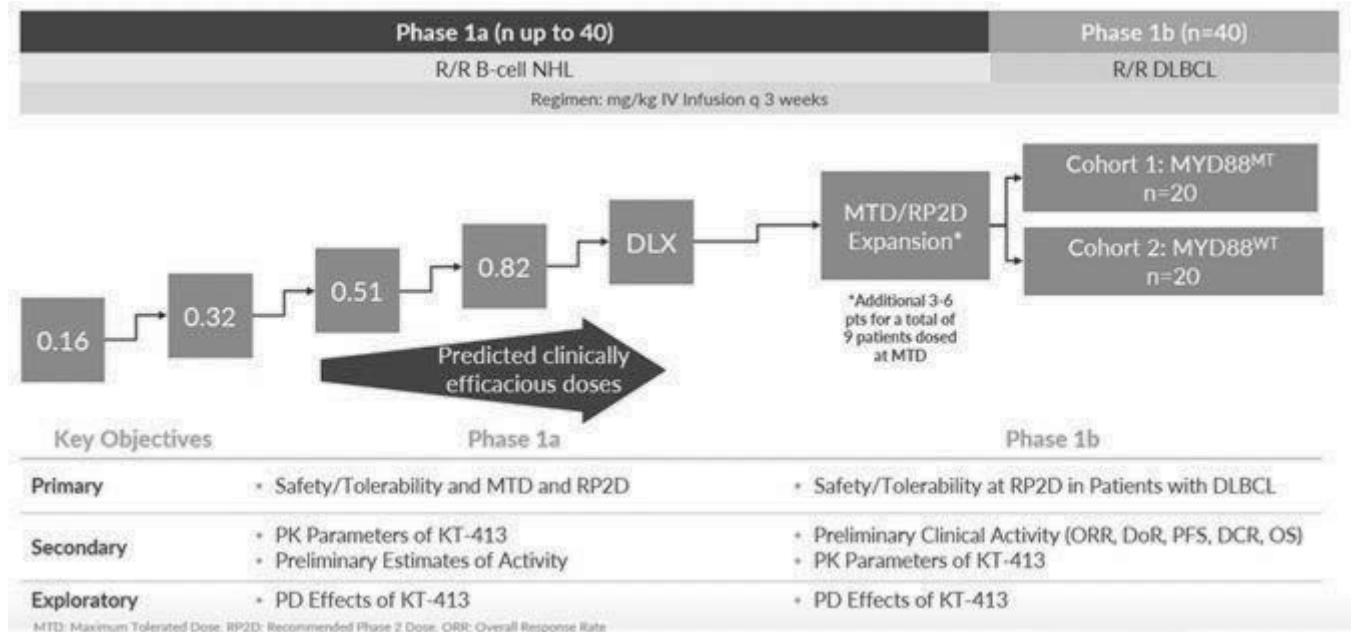 Phase 1a (n up to 40)
Phase 1b (n=40)
R/R B-cell NHL
R/R DLBCL
Regimen: mg/kg IV Infusion q 3 weeks
0.16
0.32
0.51
0.82
DLX
MTD/RP2D
Expansion*
Cohort 1: MYD88MT
n=20
Cohort 2: MYD88WT
n=20
*Additional 3-6
pts for a total of
9 patients dosed
at MTD
Predicted clinically
efficacious doses
Key Objectives
Phase 1a
Phase 1b
Primary
• Safety/Tolerability and MTD and RP2D
• Safety/Tolerability at RP2D in Patients with DLBCL
Secondary
• PK Parameters of KT-413
• Preliminary Estimates of Activity
• Preliminary Clinical Activity (ORR, DoR, PFS, DCR, OS)
• PK Parameters of KT-413
Exploratory
• PD Effects of KT-413
• PD Effects of KT-413
MTD: Maximum Tolerated Dose, RP2D: Recommended Phase 2 Dose, ORR: Overall Response Rate